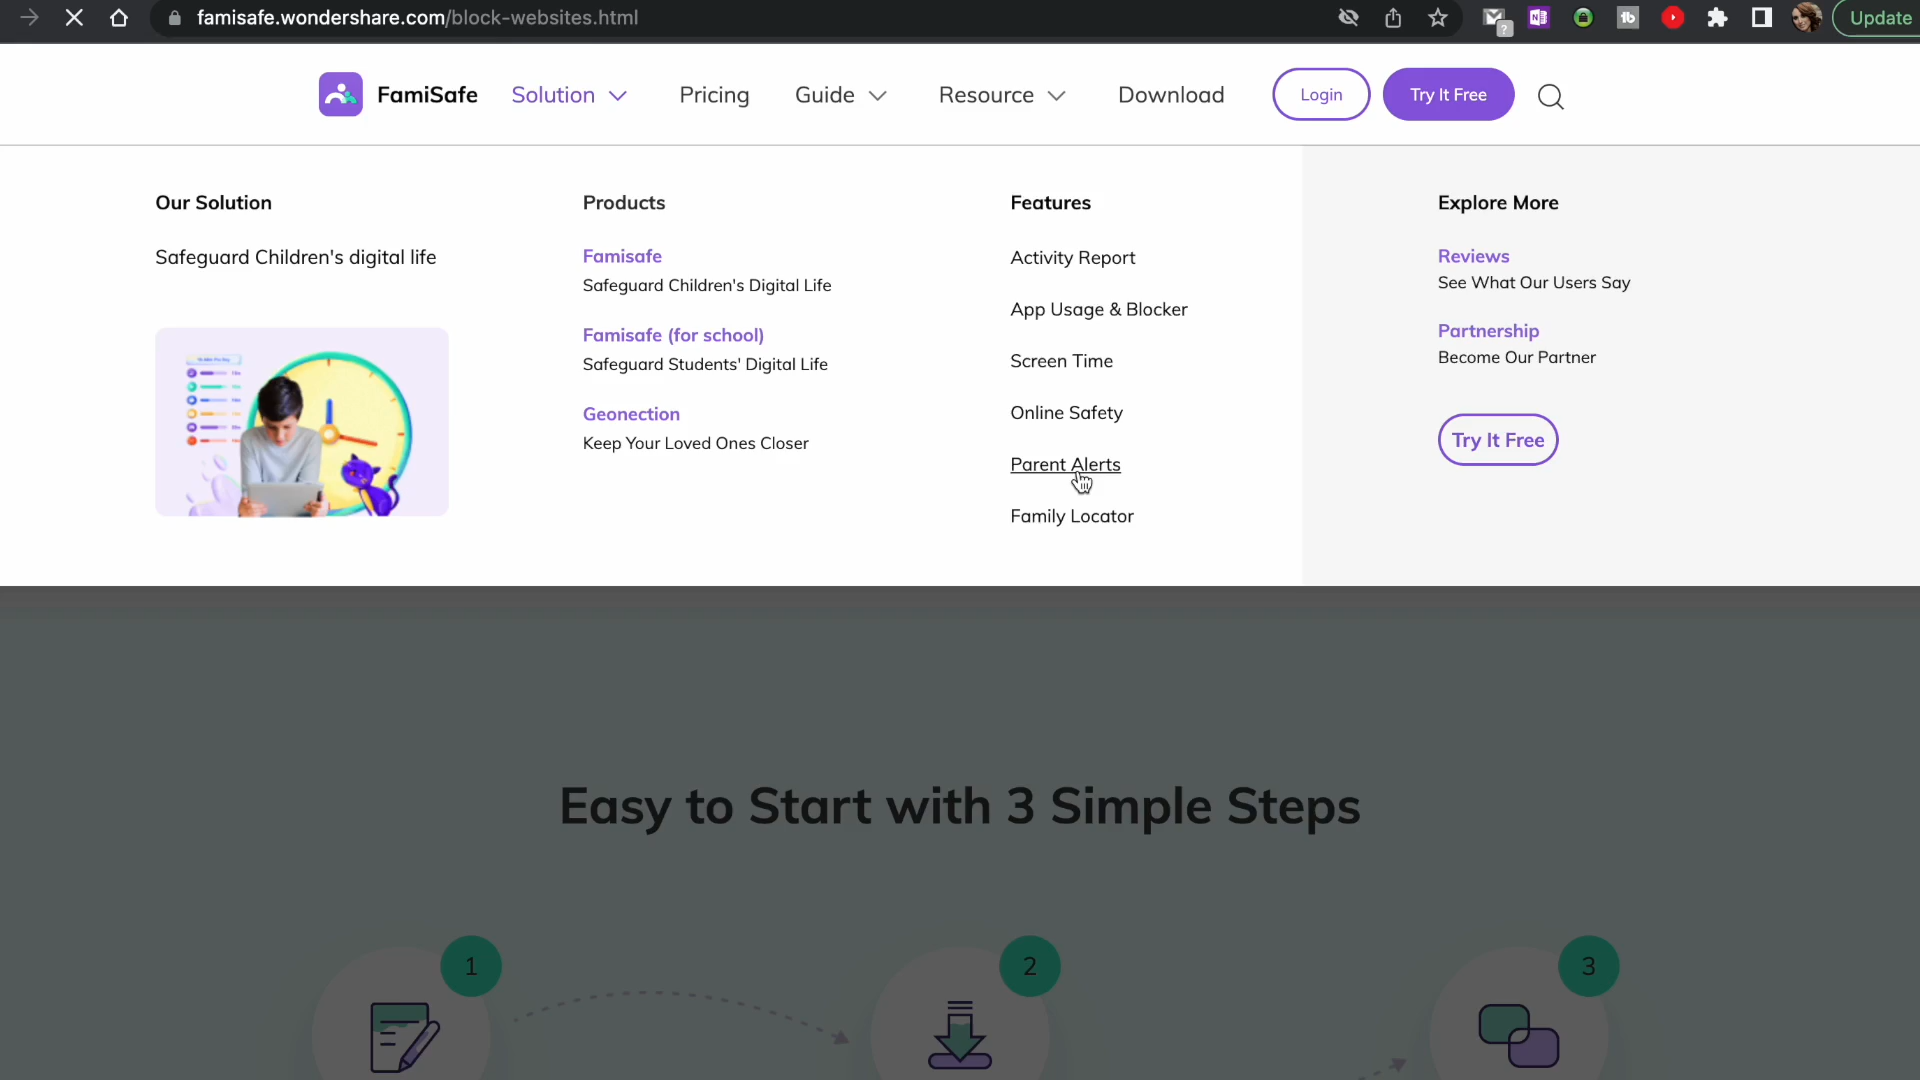 famisafe.wondershare.com/block-websites.html
Update
FamiSafe
Solution
Pricing
Guide
Resource
Download
Login
Try It Free
Our Solution
Safeguard Children's digital life
Products
Famisafe
Safeguard Children's Digital Life
Famisafe (for school)
Safeguard Students' Digital Life
Geonection
Keep Your Loved Ones Closer
Features
Activity Report
App Usage & Blocker
Screen Time
Online Safety
Parent Alerts
Family Locator
Explore More
Reviews
See What Our Users Say
Partnership
Become Our Partner
Try It Free
Easy to Start with 3 Simple Steps
1
2
3